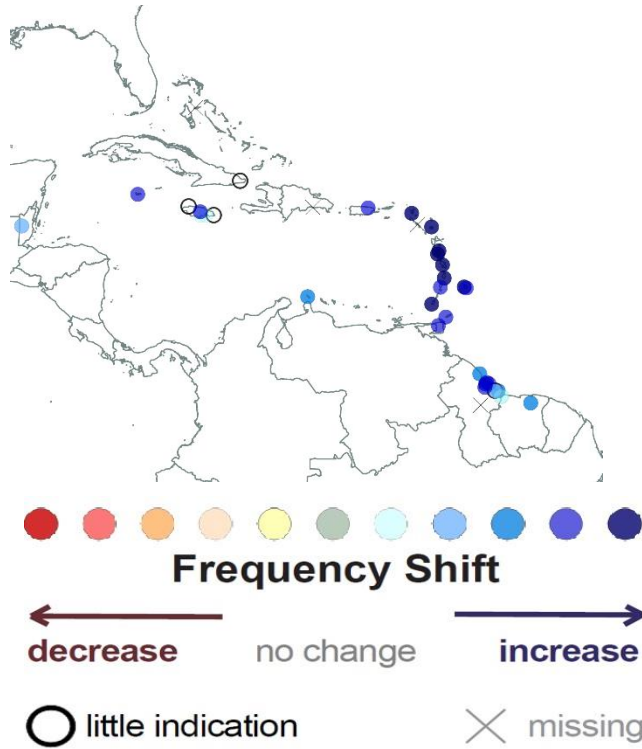 Frequency Shift
decrease no change increase
little indication missing